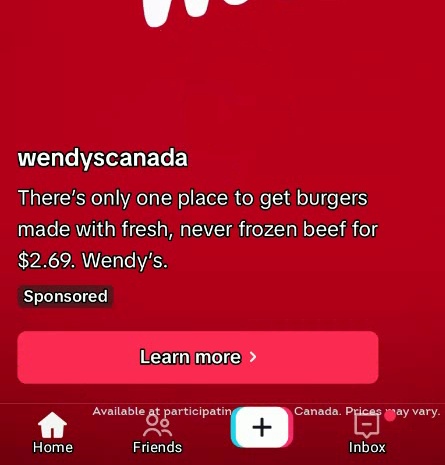 wendyscanada
There's only one place to get burgers
made with fresh, never frozen beef for
$2.69. Wendy's.
Sponsored
Learn more >
Available at participatin Canada. Prices may vary.
Home Friends Inbox